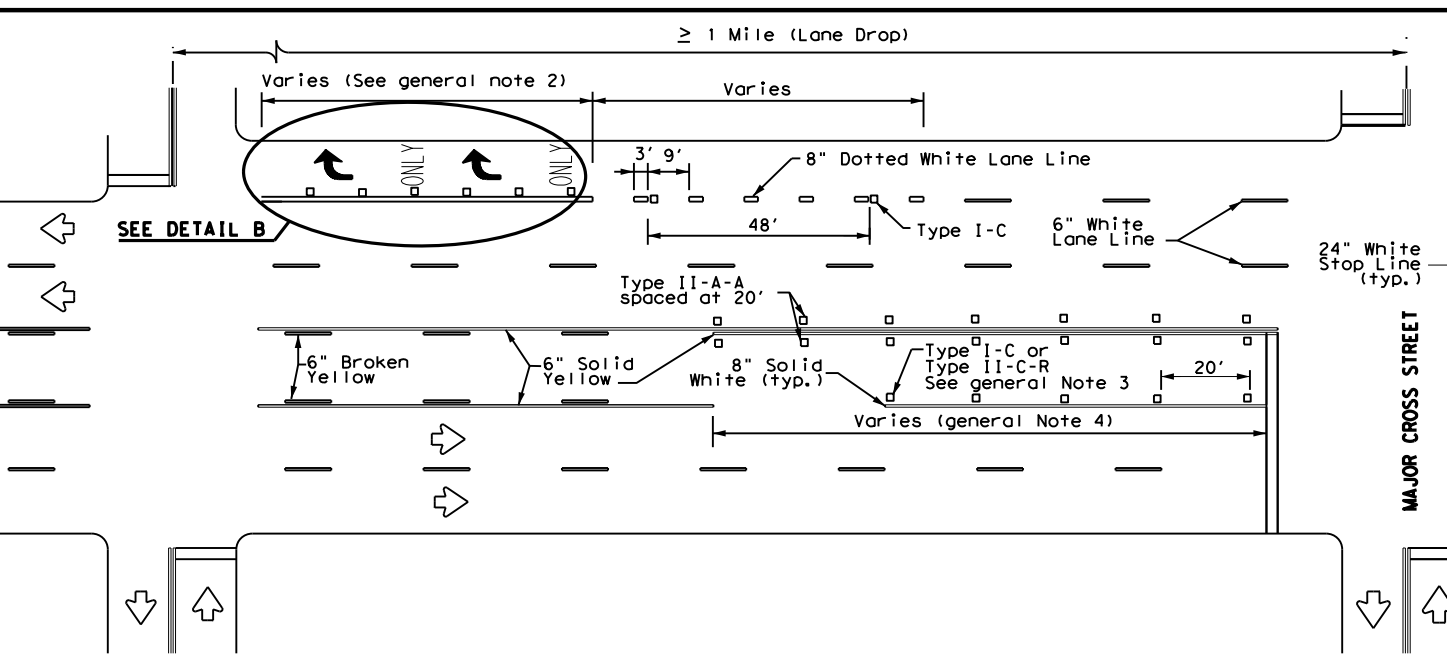 ≥ 1 Mile (Lane Drop)
Varies (See general note 2)
Varies
ONLY
ONLY
3' 9'
8" Dotted White Lane Line
SEE DETAIL B
48'
Type I-C
6" White
Lane Line
24" White
Stop Line
(typ.)
Type II-A-A
spaced at 20'
6" Broken
Yellow
6" Solid
Yellow
8" Solid
White (typ.)
Type I-C or
Type II-C-R
See general Note 3
20'
Varies (general Note 4)
MAJOR CROSS STREET